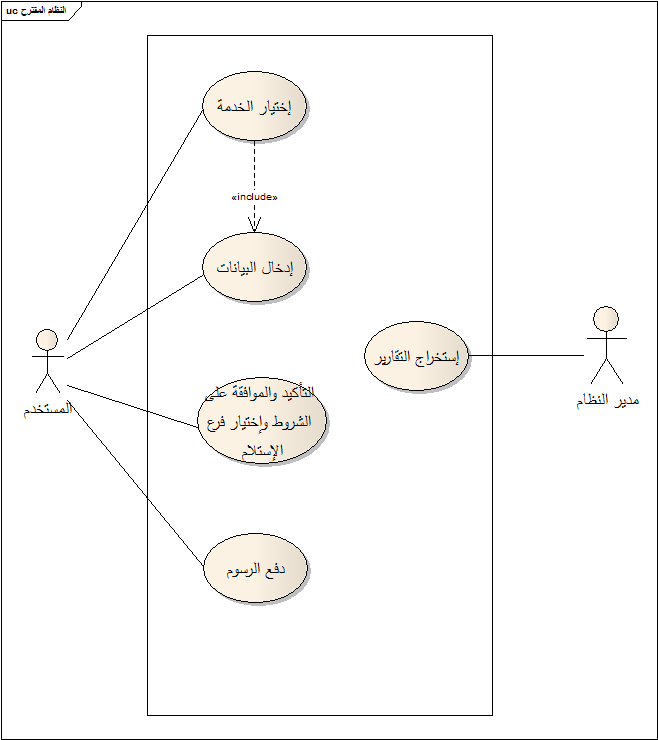 uc النظام المقترح
إختيار الخدمة
«include»
إدخال البيانات
إستخراج التقارير
مدير النظام
المستخدم
التأكيد والموافقة على
الشروط وإختيار فرع
الإستلام
دفع الرسوم